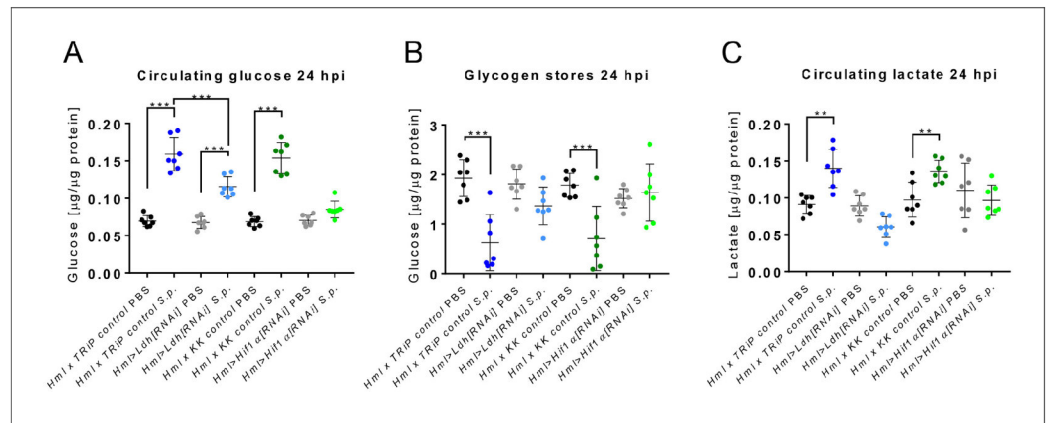 A
Circulating glucose 24 hpi
Glucose [µg/µg protein]
0.20
0.15
0.10
0.05
0.00
***
***
***
***
Hml x TRiP control PBS
Hml x TRiP control S.p.
Hml>Ldh[RNAi] PBS
Hml>Ldh[RNAi] S.p.
Hml x KK control PBS
Hml x KK control S.p.
Hml>Hif1α[RNAi] PBS
Hml>Hif1α[RNAi] S.p.
B
Glycogen stores 24 hpi
Glucose [µg/µg protein]
3
2
1
0
***
***
Hml x TRiP control PBS
Hml x TRiP control S.p.
Hml>Ldh[RNAi] PBS
Hml>Ldh[RNAi] S.p.
Hml x KK control PBS
Hml x KK control S.p.
Hml>Hif1α[RNAi] PBS
Hml>Hif1α[RNAi] S.p.
C
Circulating lactate 24 hpi
Lactate [µg/µg protein]
0.20
0.15
0.10
0.05
0.00
**
**
Hml x TRiP control PBS
Hml x TRiP control S.p.
Hml>Ldh[RNAi] PBS
Hml>Ldh[RNAi] S.p.
Hml x KK control PBS
Hml x KK control S.p.
Hml>Hif1α[RNAi] PBS
Hml>Hif1α[RNAi] S.p.